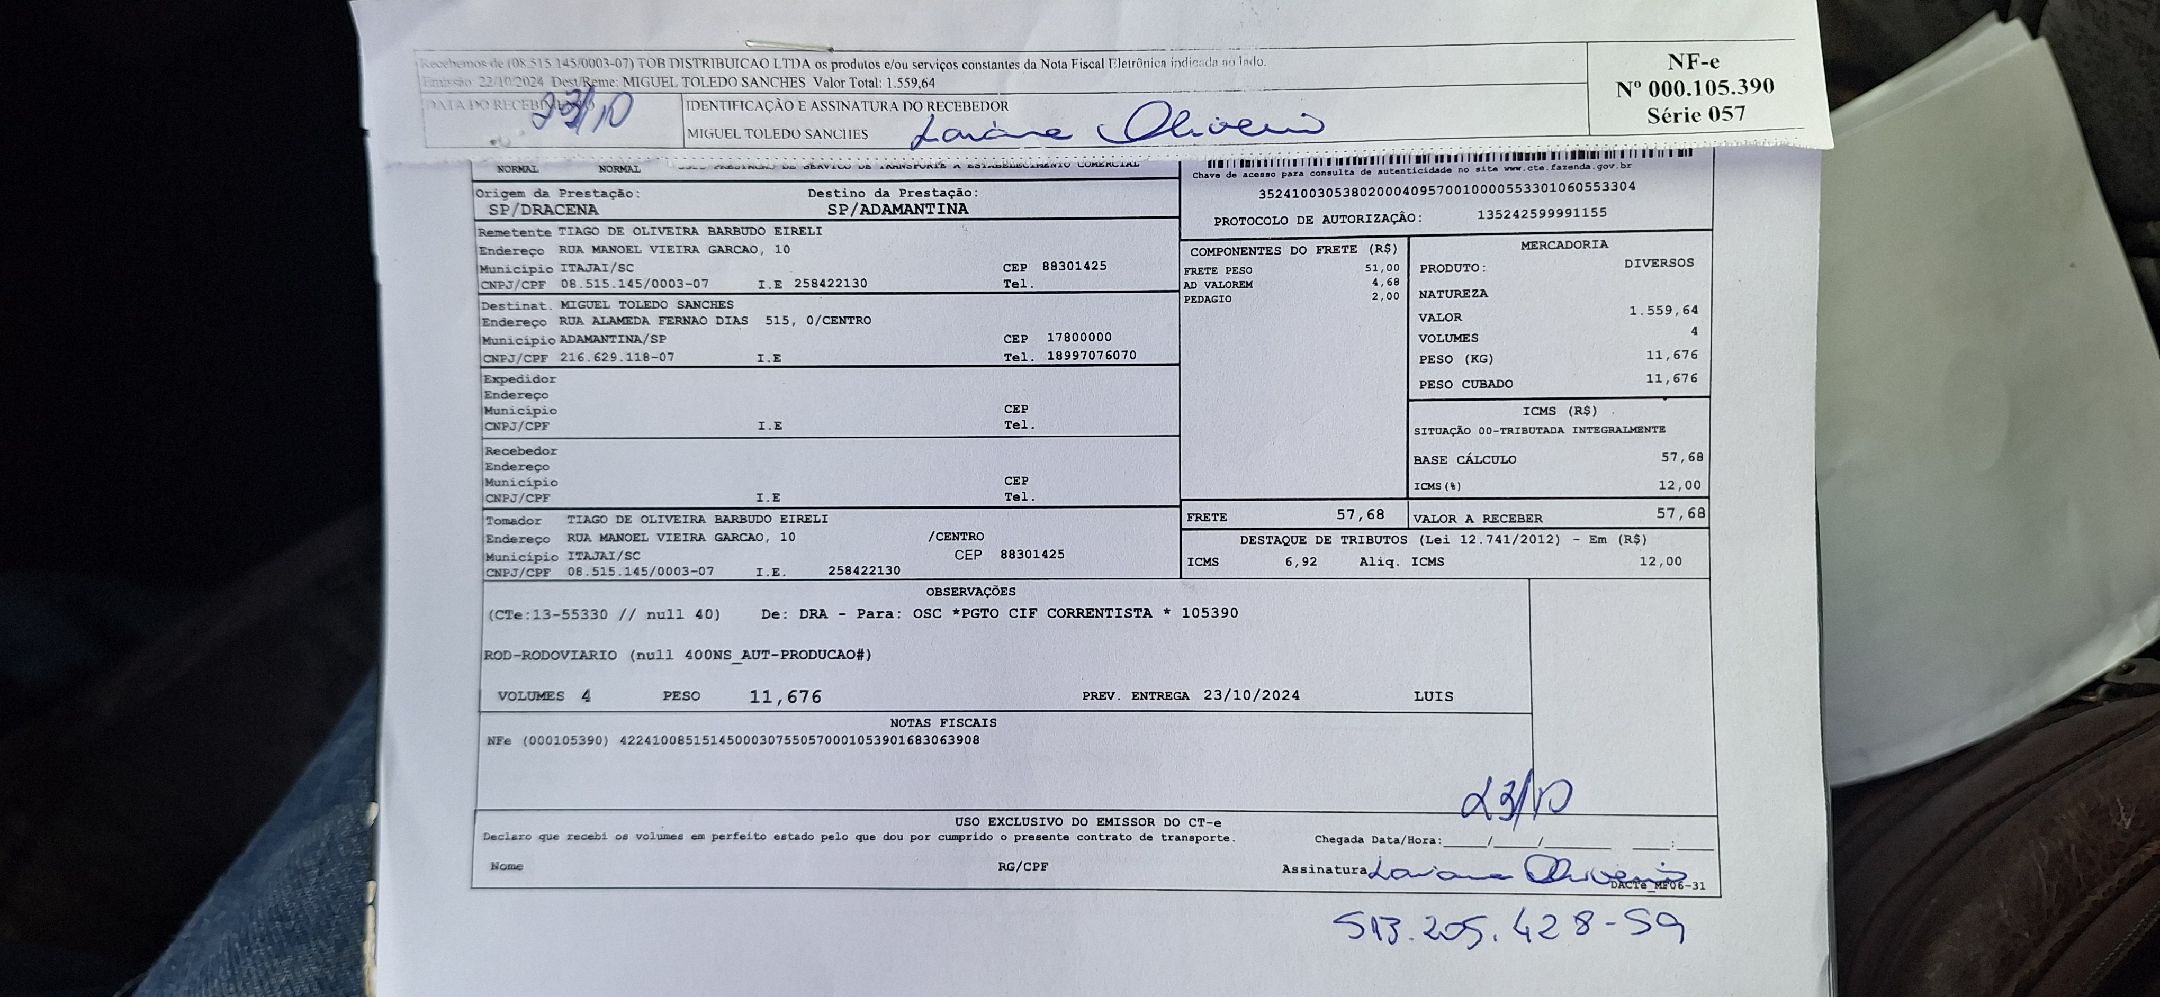 Recebemos de (08.515.145/0003-07) TOB DISTRIBUICAO LTDA os produtos e/ou serviços constantes da Nota Fiscal Eletrônica indicada ao lado.
Emissão 22/10/2024 Dest/Reme: MIGUEL TOLEDO SANCHES Valor Total: 1.559,64
DATA DO RECEBIMENTO
23/10
IDENTIFICAÇÃO E ASSINATURA DO RECEBEDOR
MIGUEL TOLEDO SANCHES
NF-e
Nº 000.105.390
Série 057
NORMAL NORMAL PRESTAÇÃO DE SERVIÇO DE TRANSPORTE A ESTABELECIMENTO COMERCIAL
Chave de acesso para consulta de autenticidade no site www.cte.fazenda.gov.br
35241003053802000409570010000553301060553304
PROTOCOLO DE AUTORIZAÇÃO: 135242599991155
Origem da Prestação: Destino da Prestação:
SP/DRACENA SP/ADAMANTINA
Remetente TIAGO DE OLIVEIRA BARBUDO EIRELI
Endereço RUA MANOEL VIEIRA GARCAO, 10
Município ITAJAI/SC CEP 88301425
CNPJ/CPF 08.515.145/0003-07 I.E 258422130 Tel.
Destinat. MIGUEL TOLEDO SANCHES
Endereço RUA ALAMEDA FERNAO DIAS 515, 0/CENTRO
Município ADAMANTINA/SP CEP 17800000
CNPJ/CPF 216.629.118-07 I.E Tel. 18997076070
Expedidor
Endereço
Município CEP
CNPJ/CPF I.E Tel.
Recebedor
Endereço
Município CEP
CNPJ/CPF I.E Tel.
Tomador TIAGO DE OLIVEIRA BARBUDO EIRELI
Endereço RUA MANOEL VIEIRA GARCAO, 10 /CENTRO
Município ITAJAI/SC CEP 88301425
CNPJ/CPF 08.515.145/0003-07 I.E. 258422130
COMPONENTES DO FRETE (R$)
FRETE PESO 51,00
AD VALOREM 4,68
PEDAGIO 2,00
MERCADORIA
PRODUTO: DIVERSOS
NATUREZA
VALOR 1.559,64
VOLUMES 4
PESO (KG) 11,676
PESO CUBADO 11,676
ICMS (R$)
SITUAÇÃO 00-TRIBUTADA INTEGRALMENTE
BASE CÁLCULO 57,68
ICMS(%) 12,00
FRETE 57,68 VALOR A RECEBER 57,68
DESTAQUE DE TRIBUTOS (Lei 12.741/2012) - Em (R$)
ICMS 6,92 Aliq. ICMS 12,00
OBSERVAÇÕES
(CTe:13-55330 // null 40) De: DRA - Para: OSC *PGTO CIF CORRENTISTA * 105390
ROD-RODOVIARIO (null 400NS_AUT-PRODUCAO#)
VOLUMES 4 PESO 11,676 PREV. ENTREGA 23/10/2024 LUIS
NOTAS FISCAIS
NFe (000105390) 42241008515145000307550570001053901683063908
23/10
USO EXCLUSIVO DO EMISSOR DO CT-e
Declaro que recebi os volumes em perfeito estado pelo que dou por cumprido o presente contrato de transporte.
Chegada Data/Hora:_____/_____/_______ ____:____
Nome RG/CPF Assinatura
DACTe_MF06-31
513.205.428-59